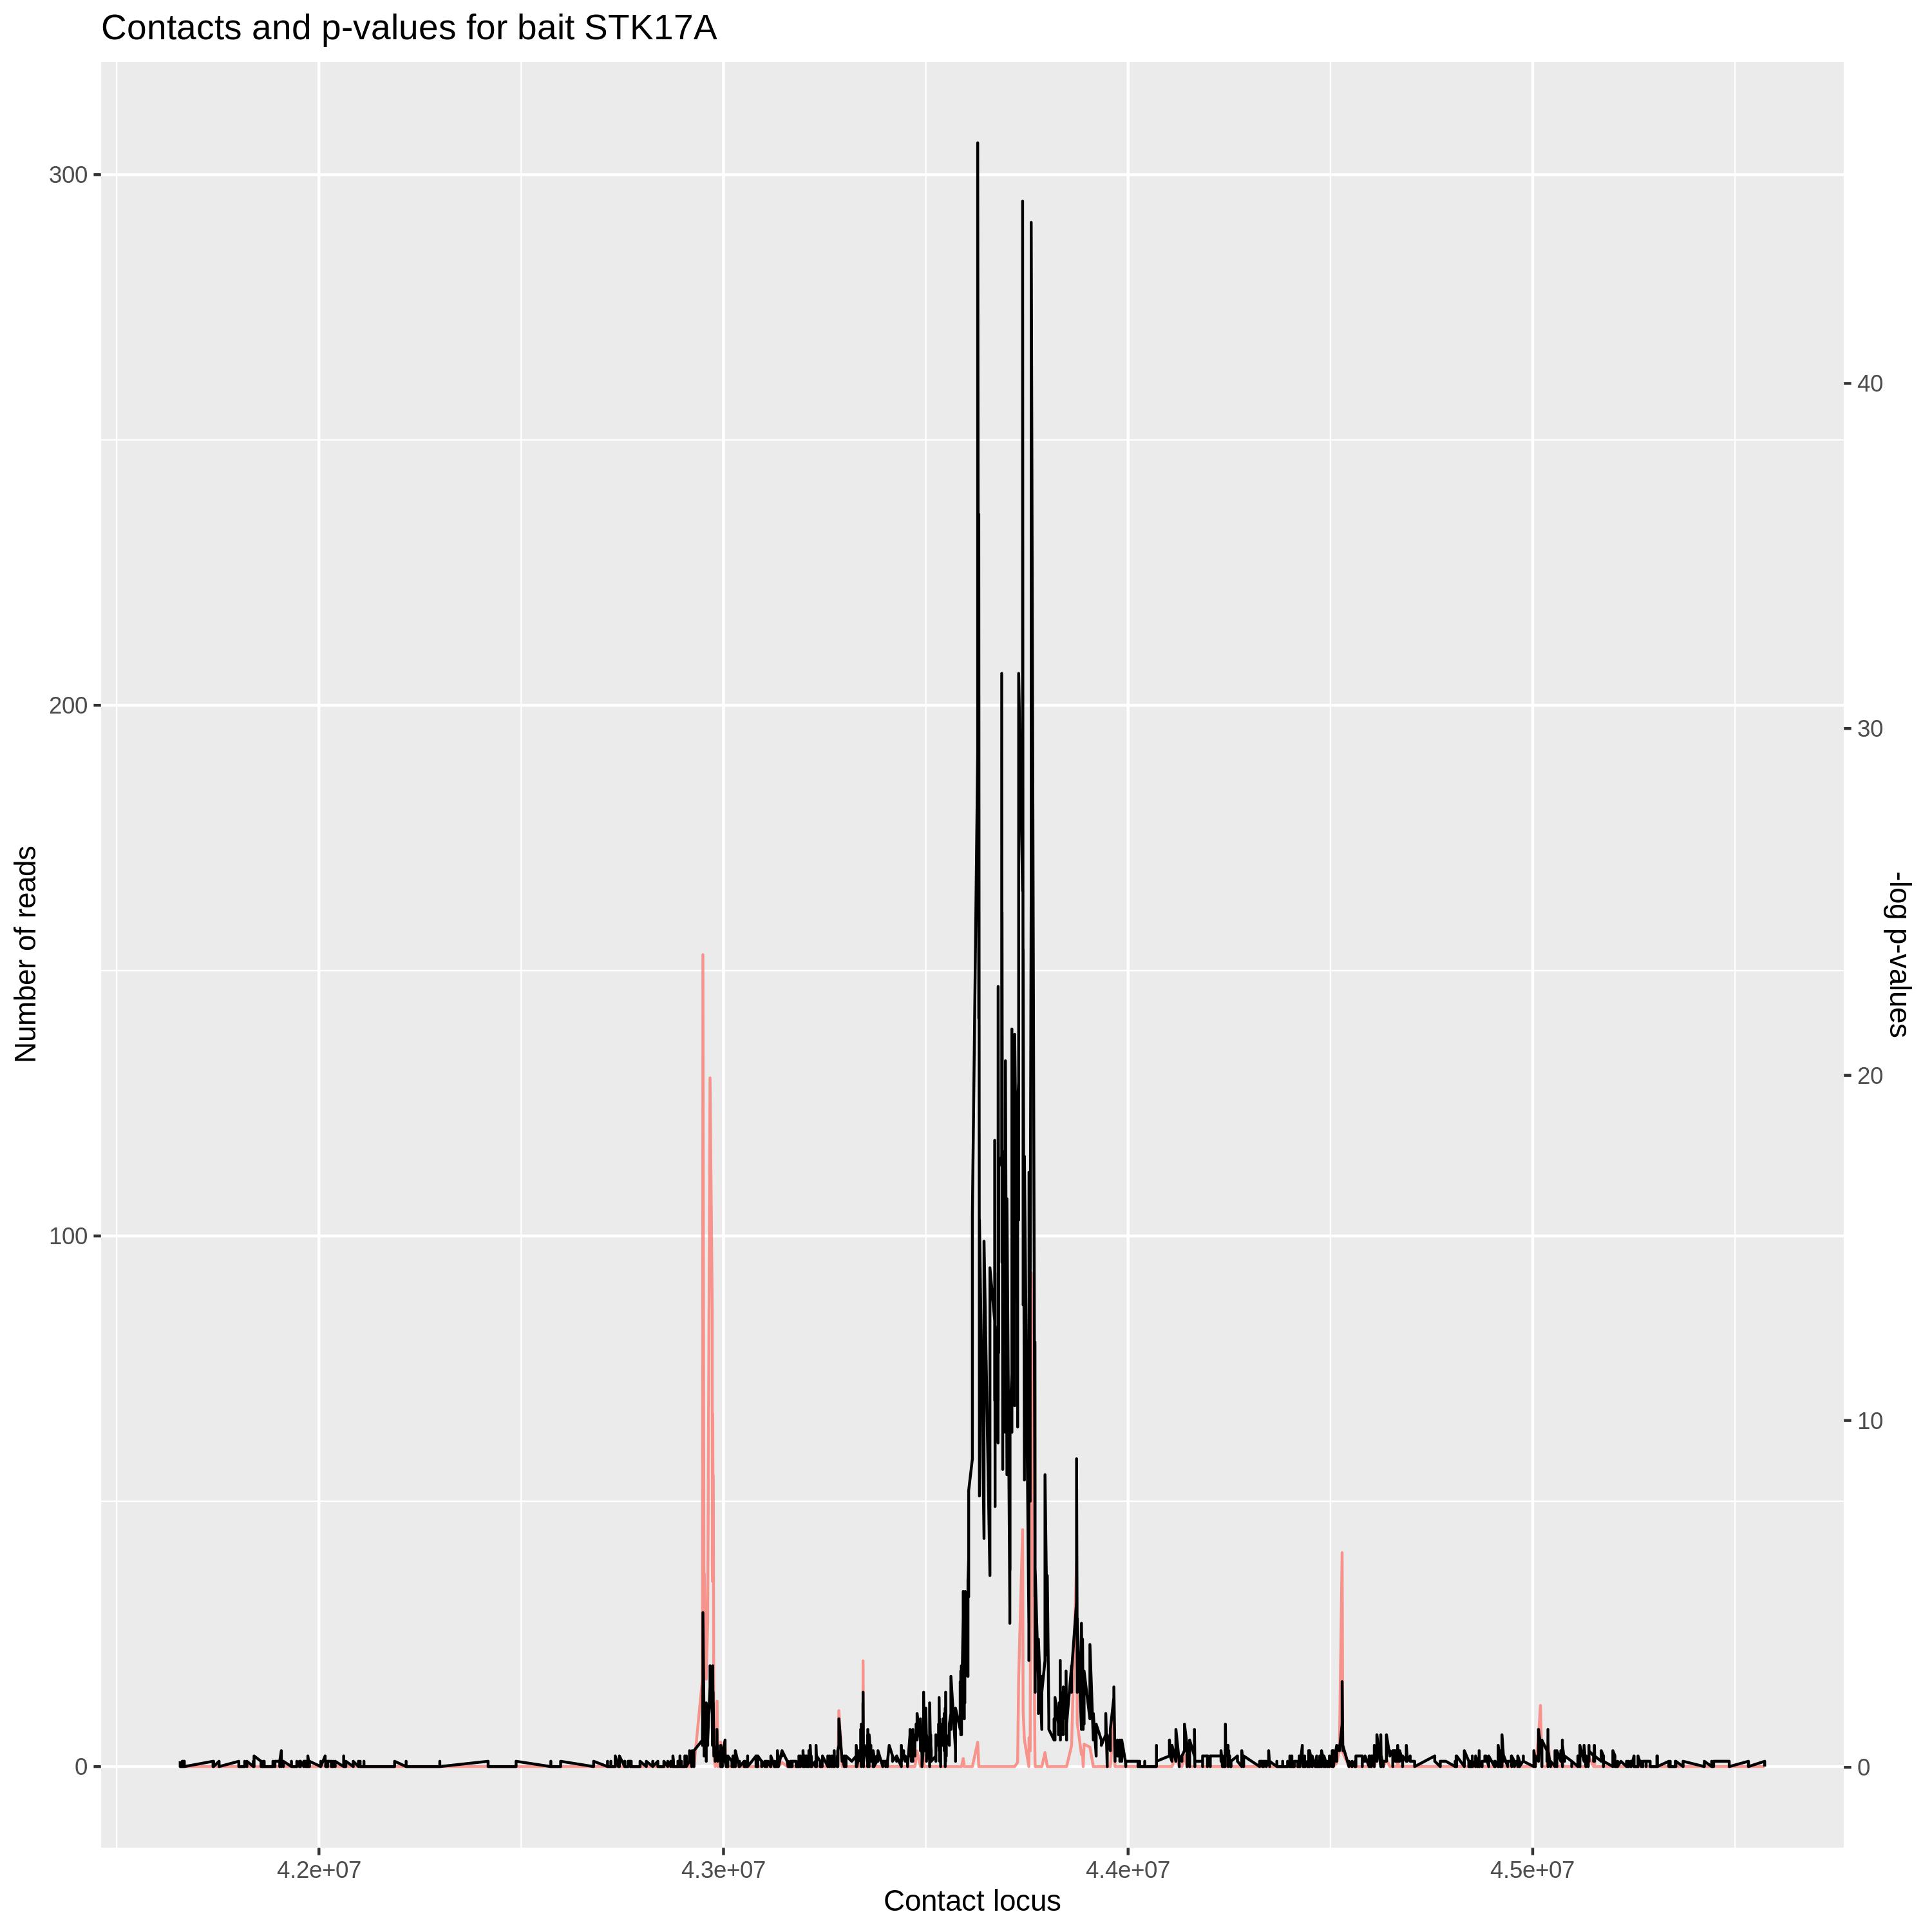 Contacts and p-values for bait STK17A
300
200
100
0
Number of reads
40
30
20
10
0
-log p-values
4.2e+07
4.3e+07
4.4e+07
4.5e+07
Contact locus